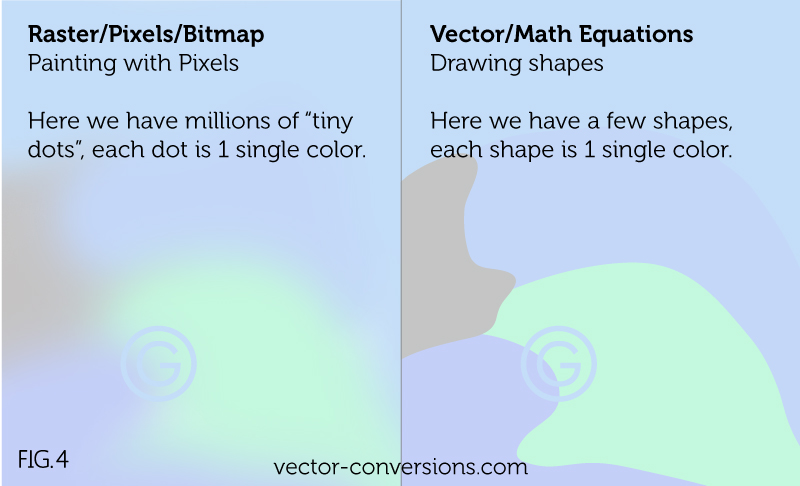 Raster/Pixels/Bitmap
Painting with Pixels
Here we have millions of “tiny
dots”, each dot is 1 single color.
Vector/Math Equations
Drawing shapes
Here we have a few shapes,
each shape is 1 single color.
G
G
FIG.4
vector-conversions.com